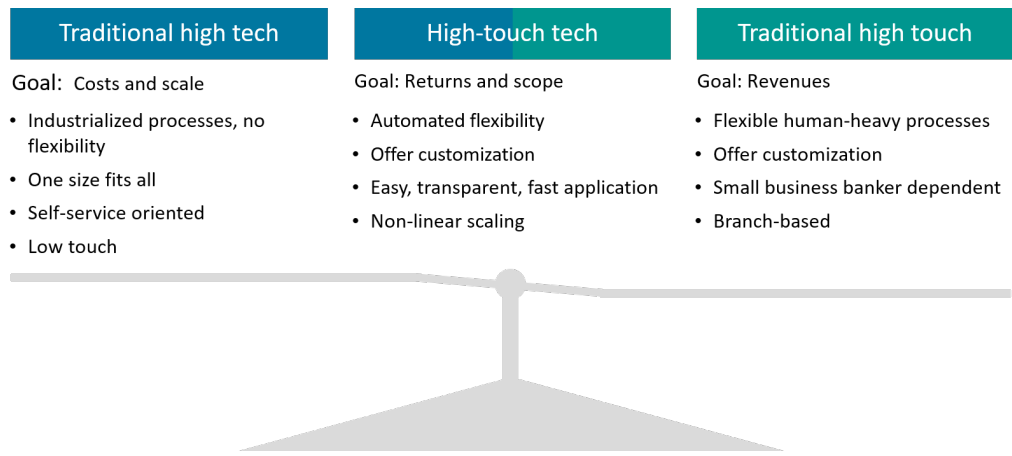 Traditional high tech
Goal: Costs and scale
• Industrialized processes, no
flexibility
• One size fits all
• Self-service oriented
• Low touch
High-touch tech
Goal: Returns and scope
• Automated flexibility
• Offer customization
• Easy, transparent, fast application
• Non-linear scaling
Traditional high touch
Goal: Revenues
• Flexible human-heavy processes
• Offer customization
• Small business banker dependent
• Branch-based